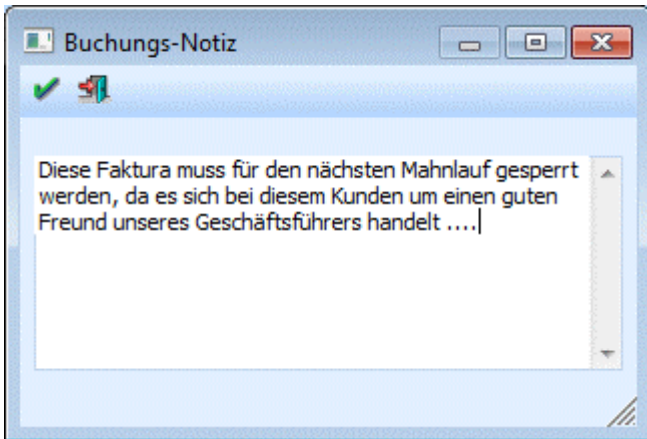 Buchungs-Notiz
Diese Faktura muss für den nächsten Mahnlauf gesperrt
werden, da es sich bei diesem Kunden um einen guten
Freund unseres Geschäftsführers handelt ....